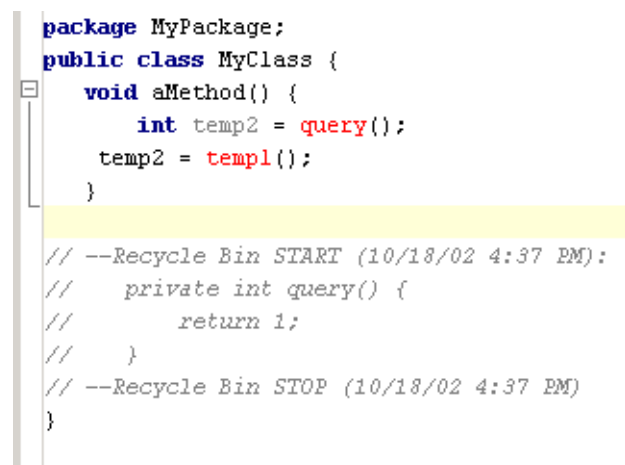 package MyPackage;
public class MyClass {
    void aMethod() {
        int temp2 = query();
     temp2 = temp1();
    }

// --Recycle Bin START (10/18/02 4:37 PM):
//    private int query() {
//        return 1;
//    }
// --Recycle Bin STOP (10/18/02 4:37 PM)
}